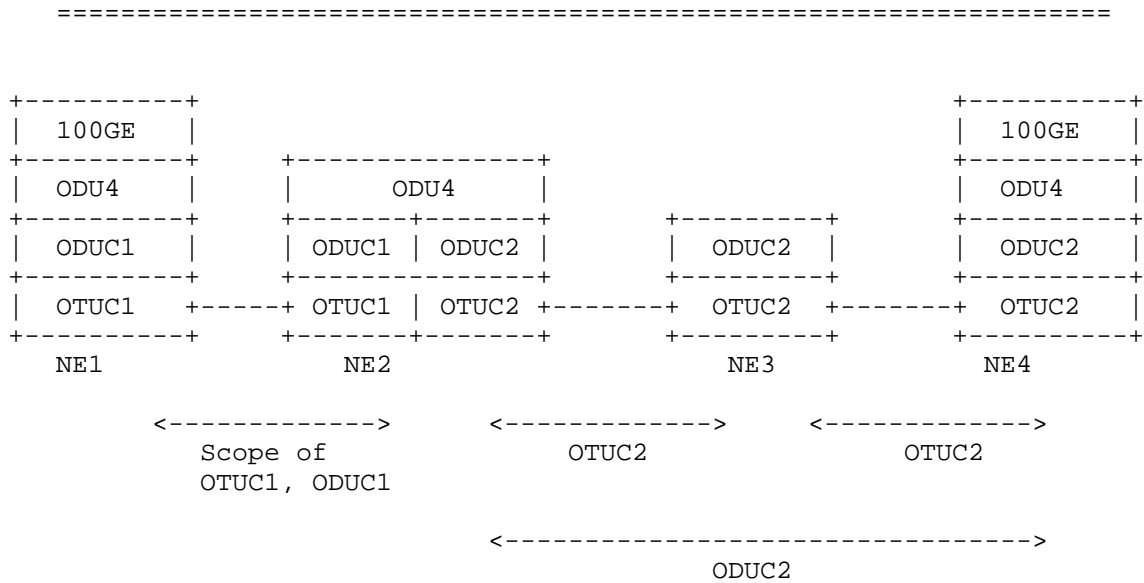 =================================================================
+-----------+ +-----------+
| 100GE | | 100GE |
+-----------+ +----------------+ +-----------+
| ODU4 | | ODU4 | | ODU4 |
+-----------+ +--------+-------+ +---------+ +-----------+
| ODUC1 | | ODUC1 | ODUC2 | | ODUC2 | | ODUC2 |
+-----------+ +----------------+ +---------+ +-----------+
| OTUC1 +-----+ OTUC1 | OTUC2 +-------+ OTUC2 +-------+ OTUC2 |
+-----------+ +--------+-------+ +---------+ +-----------+
NE1 NE2 NE3 NE4
<-------------> <-------------> <------------->
Scope of OTUC2 OTUC2
OTUC1, ODUC1
<--------------------------------->
ODUC2